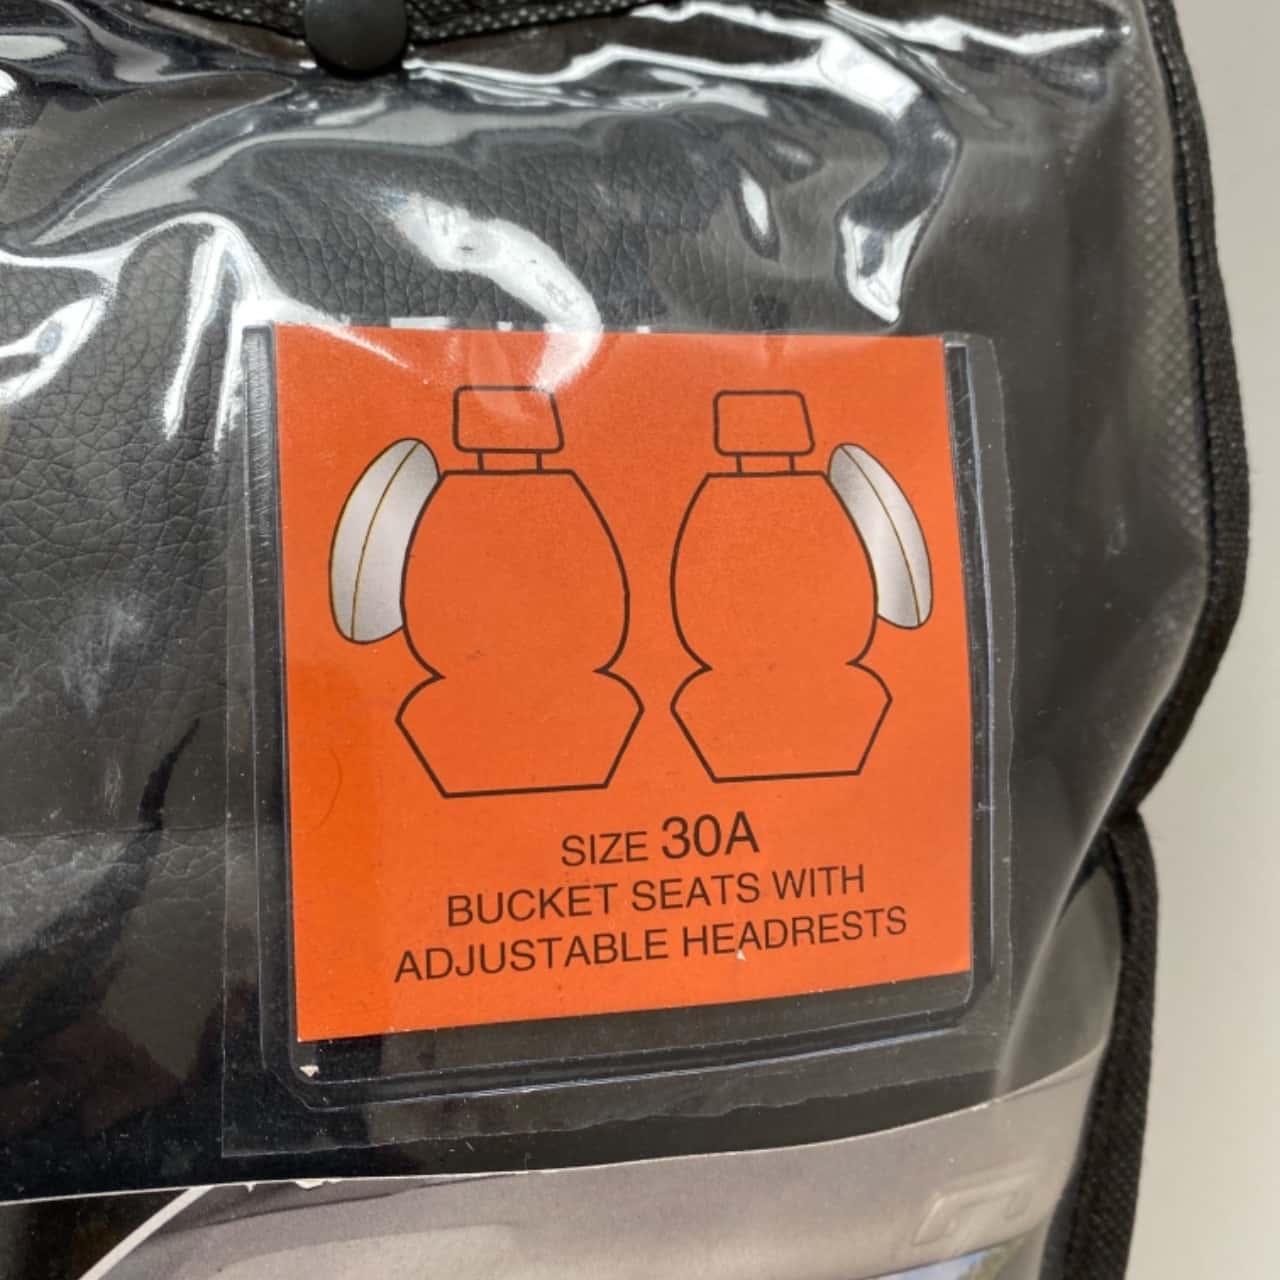 SIZE 30A
BUCKET SEATS WITH
ADJUSTABLE HEADRESTS